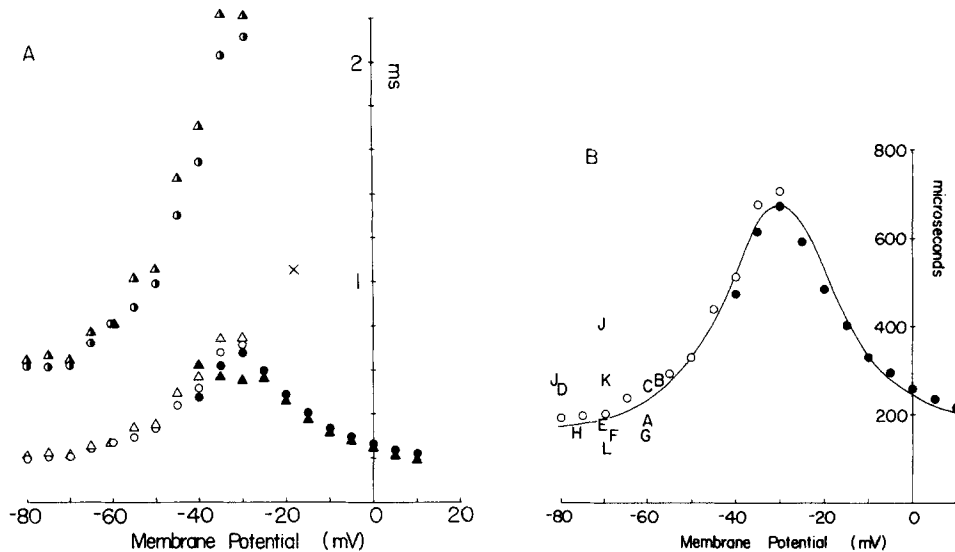 A
2
ms
1
-80 -60 -40 -20 0 20
Membrane Potential (mV)
B
800
microseconds
600
400
200
J
J
D
K
C B
H
E
F
A
G
L
-80 -60 -40 -20 0
Membrane Potential (mV)